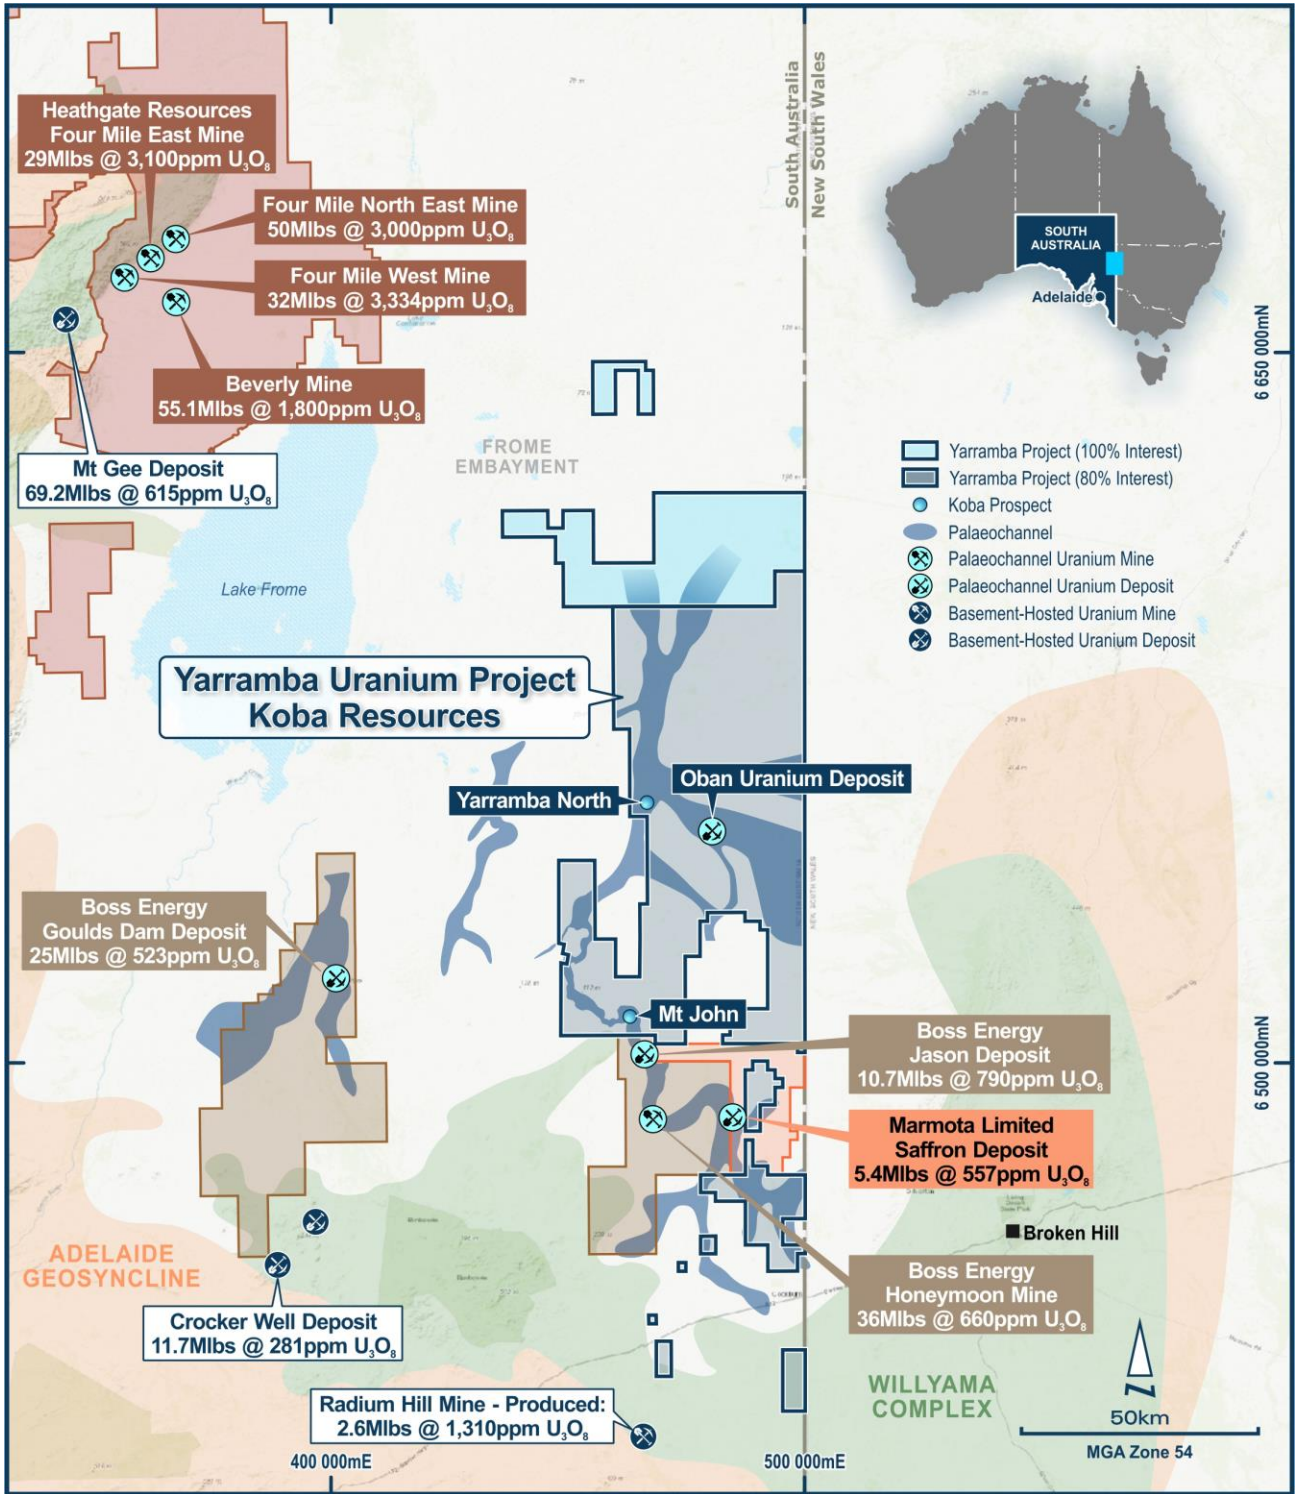 South Australia
New South Wales
Heathgate Resources
Four Mile East Mine
29Mlbs @ 3,100ppm U₃O₈
Four Mile North East Mine
50Mlbs @ 3,000ppm U₃O₈
Four Mile West Mine
32Mlbs @ 3,334ppm U₃O₈
Beverly Mine
55.1Mlbs @ 1,800ppm U₃O₈
Mt Gee Deposit
69.2Mlbs @ 615ppm U₃O₈
SOUTH
AUSTRALIA
Adelaide
6 650 000mN
FROME
EMBAYMENT
Yarramba Project (100% Interest)
Yarramba Project (80% Interest)
Koba Prospect
Palaeochannel
Palaeochannel Uranium Mine
Palaeochannel Uranium Deposit
Basement-Hosted Uranium Mine
Basement-Hosted Uranium Deposit
Lake Frome
Yarramba Uranium Project
Koba Resources
Oban Uranium Deposit
Yarramba North
NEW SOUTH WALES
Boss Energy
Goulds Dam Deposit
25Mlbs @ 523ppm U₃O₈
Mt John
Boss Energy
Jason Deposit
10.7Mlbs @ 790ppm U₃O₈
6 500 000mN
Marmota Limited
Saffron Deposit
5.4Mlbs @ 557ppm U₃O₈
Broken Hill
ADELAIDE
GEOSYNCLINE
Boss Energy
Honeymoon Mine
36Mlbs @ 660ppm U₃O₈
Crocker Well Deposit
11.7Mlbs @ 281ppm U₃O₈
WILLYAMA
COMPLEX
Radium Hill Mine - Produced:
2.6Mlbs @ 1,310ppm U₃O₈
N
50km
MGA Zone 54
400 000mE
500 000mE